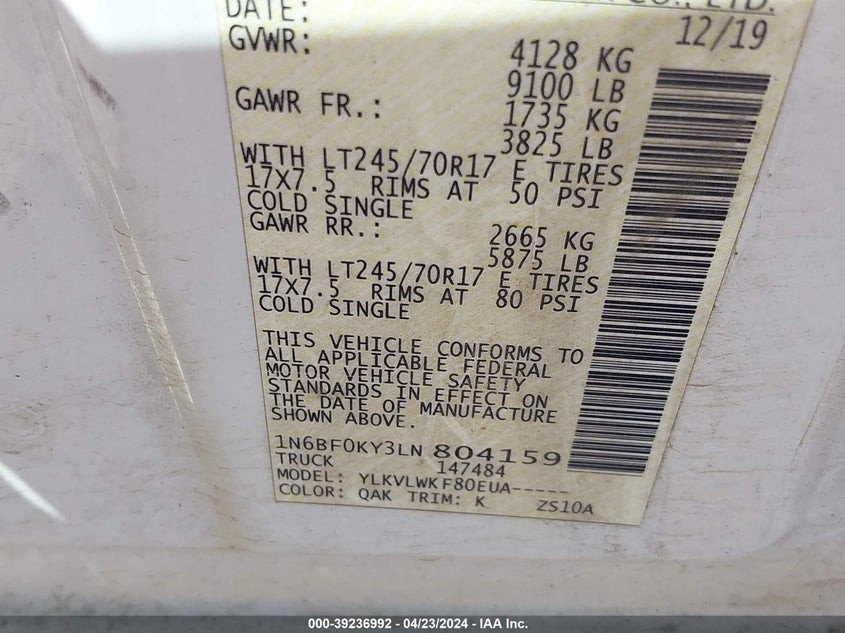 CO., LTD.
DATE: 12/19
GVWR: 4128 KG
9100 LB
GAWR FR.: 1735 KG
3825 LB
WITH LT245/70R17 E TIRES
17X7.5 RIMS AT 50 PSI
COLD SINGLE
GAWR RR.: 2665 KG
5875 LB
WITH LT245/70R17 E TIRES
17X7.5 RIMS AT 80 PSI
COLD SINGLE
THIS VEHICLE CONFORMS TO
ALL APPLICABLE FEDERAL
MOTOR VEHICLE SAFETY
STANDARDS IN EFFECT ON
THE DATE OF MANUFACTURE
SHOWN ABOVE.
1N6BF0KY3LN 804159
TRUCK 147484
MODEL: YLKVLWKF80EUA-----
COLOR: QAK TRIM: K ZS10A
000-39236992 - 04/23/2024 - IAA Inc.